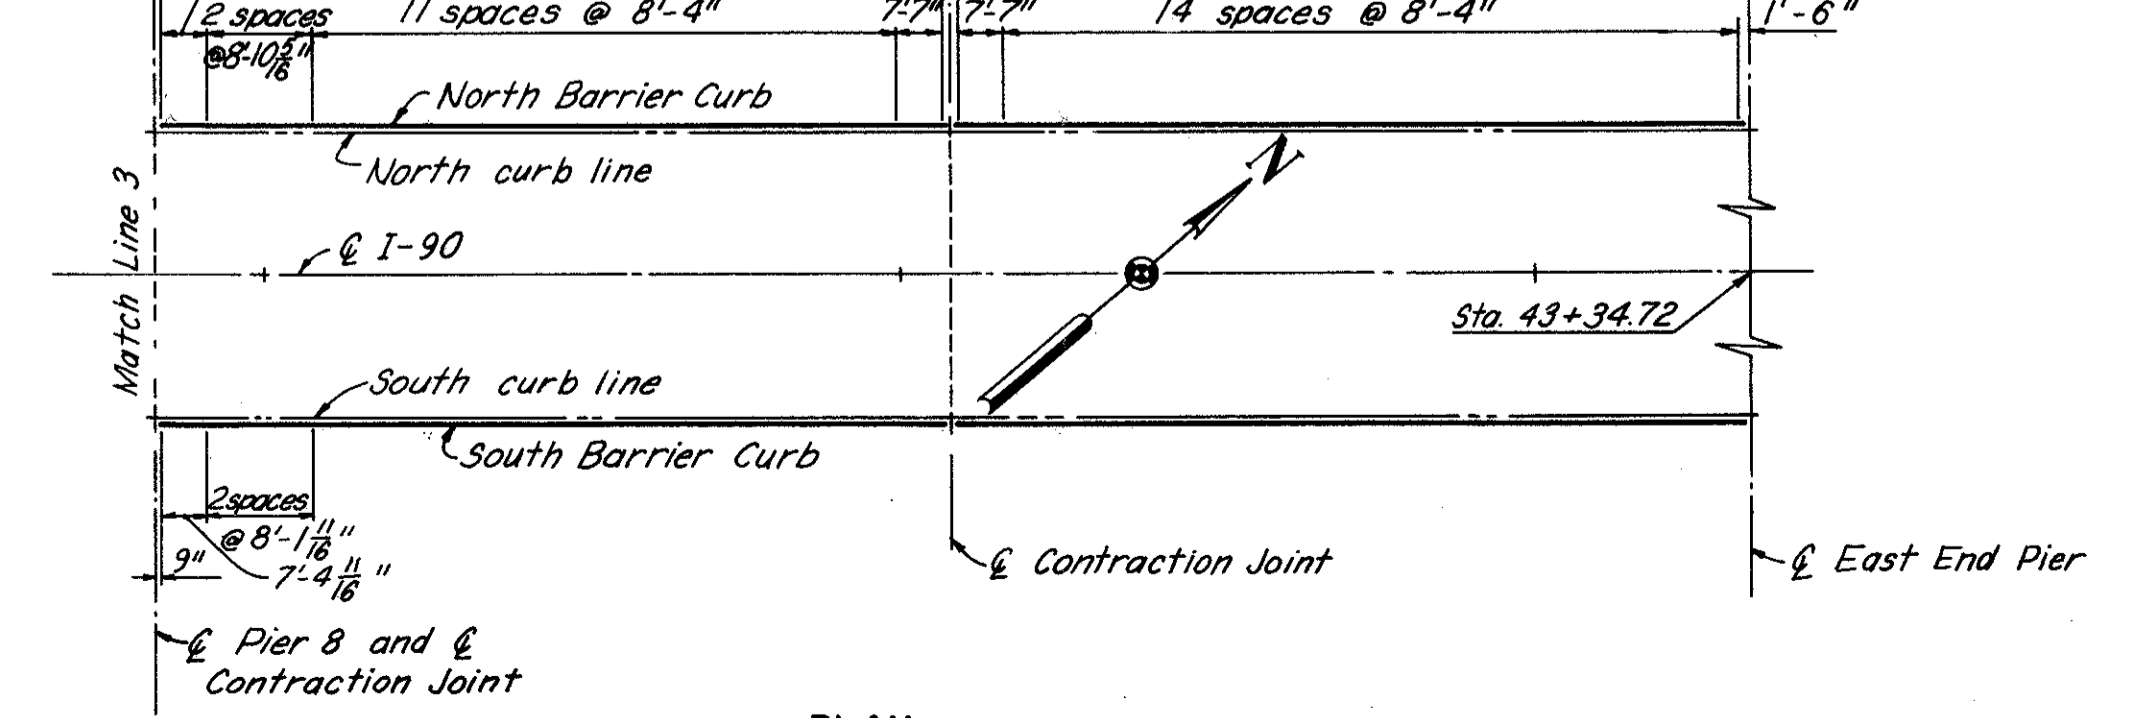 2 spaces
@8'-10 5/16"
11 spaces @ 8'-4"
7'-7"
7'-7"
14 spaces @ 8'-4"
1'-6"
North Barrier Curb
North curb line
Match Line 3
℄ I-90
N
Sta. 43+34.72
South curb line
South Barrier Curb
2 spaces
@ 8'-1 11/16"
9"
7'-4 11/16"
℄ Contraction Joint
℄ East End Pier
℄ Pier 8 and ℄
Contraction Joint